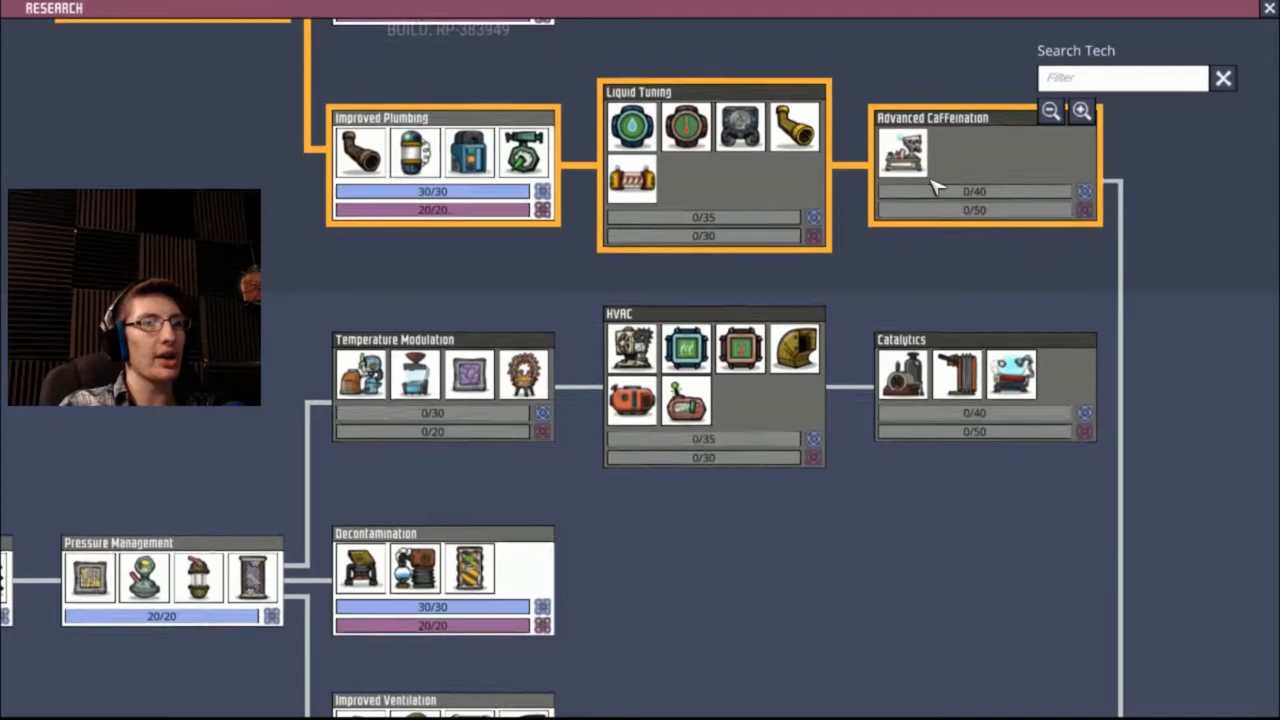 RESEARCH
BUILD: RP-383949
Search Tech
Filter
Improved Plumbing
30/30
20/20
Liquid Tuning
0/35
0/30
Advanced Caffeination
0/40
0/50
Temperature Modulation
0/30
0/20
HVAC
0/35
0/30
Catalytics
0/40
0/50
Pressure Management
20/20
Decontamination
30/30
20/20
Improved Ventilation